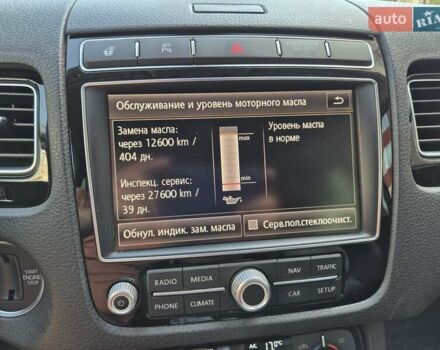 auto RIA
Обслуживание и уровень моторного масла
Замена масла:
через 12600 km /
404 дн.
Инспекц. сервис:
через 27600 km /
39 дн.
max
min
Уровень масла
в норме
Обнул. индик. зам. масла
Серв.пол.стеклоочист.
START
ENGINE
STOP
RADIO
MEDIA
NAV
TRAFFIC
PHONE
CLIMATE
CAR
SETUP